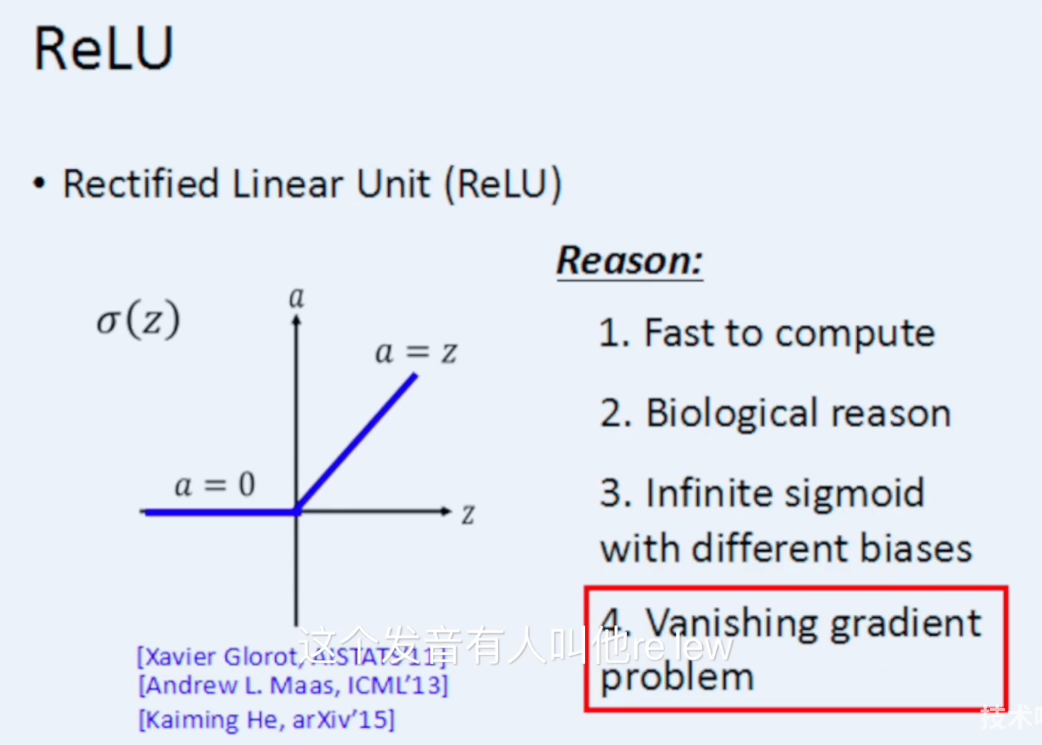 ReLU
• Rectified Linear Unit (ReLU)
Reason:
σ(z)
a
a = z
1. Fast to compute
2. Biological reason
a = 0
z
3. Infinite sigmoid
with different biases
4. Vanishing gradient
problem
这个发音有人叫他re lew
[Xavier Glorot, AISTATS'11]
[Andrew L. Maas, ICML'13]
[Kaiming He, arXiv'15]
技术